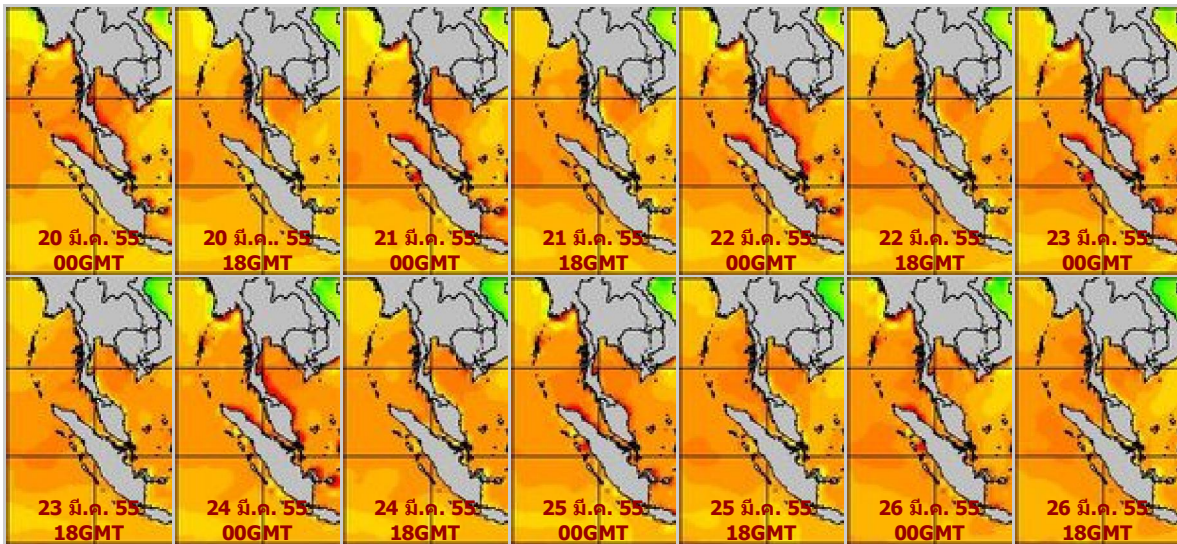 20 มี.ค. 55
00GMT
20 มี.ค.. 55
18GMT
21 มี.ค. 55
00GMT
21 มี.ค. 55
18GMT
22 มี.ค. 55
00GMT
22 มี.ค. 55
18GMT
23 มี.ค. 55
00GMT
23 มี.ค. 55
18GMT
24 มี.ค. 55
00GMT
24 มี.ค. 55
18GMT
25 มี.ค. 55
00GMT
25 มี.ค. 55
18GMT
26 มี.ค. 55
00GMT
26 มี.ค. 55
18GMT